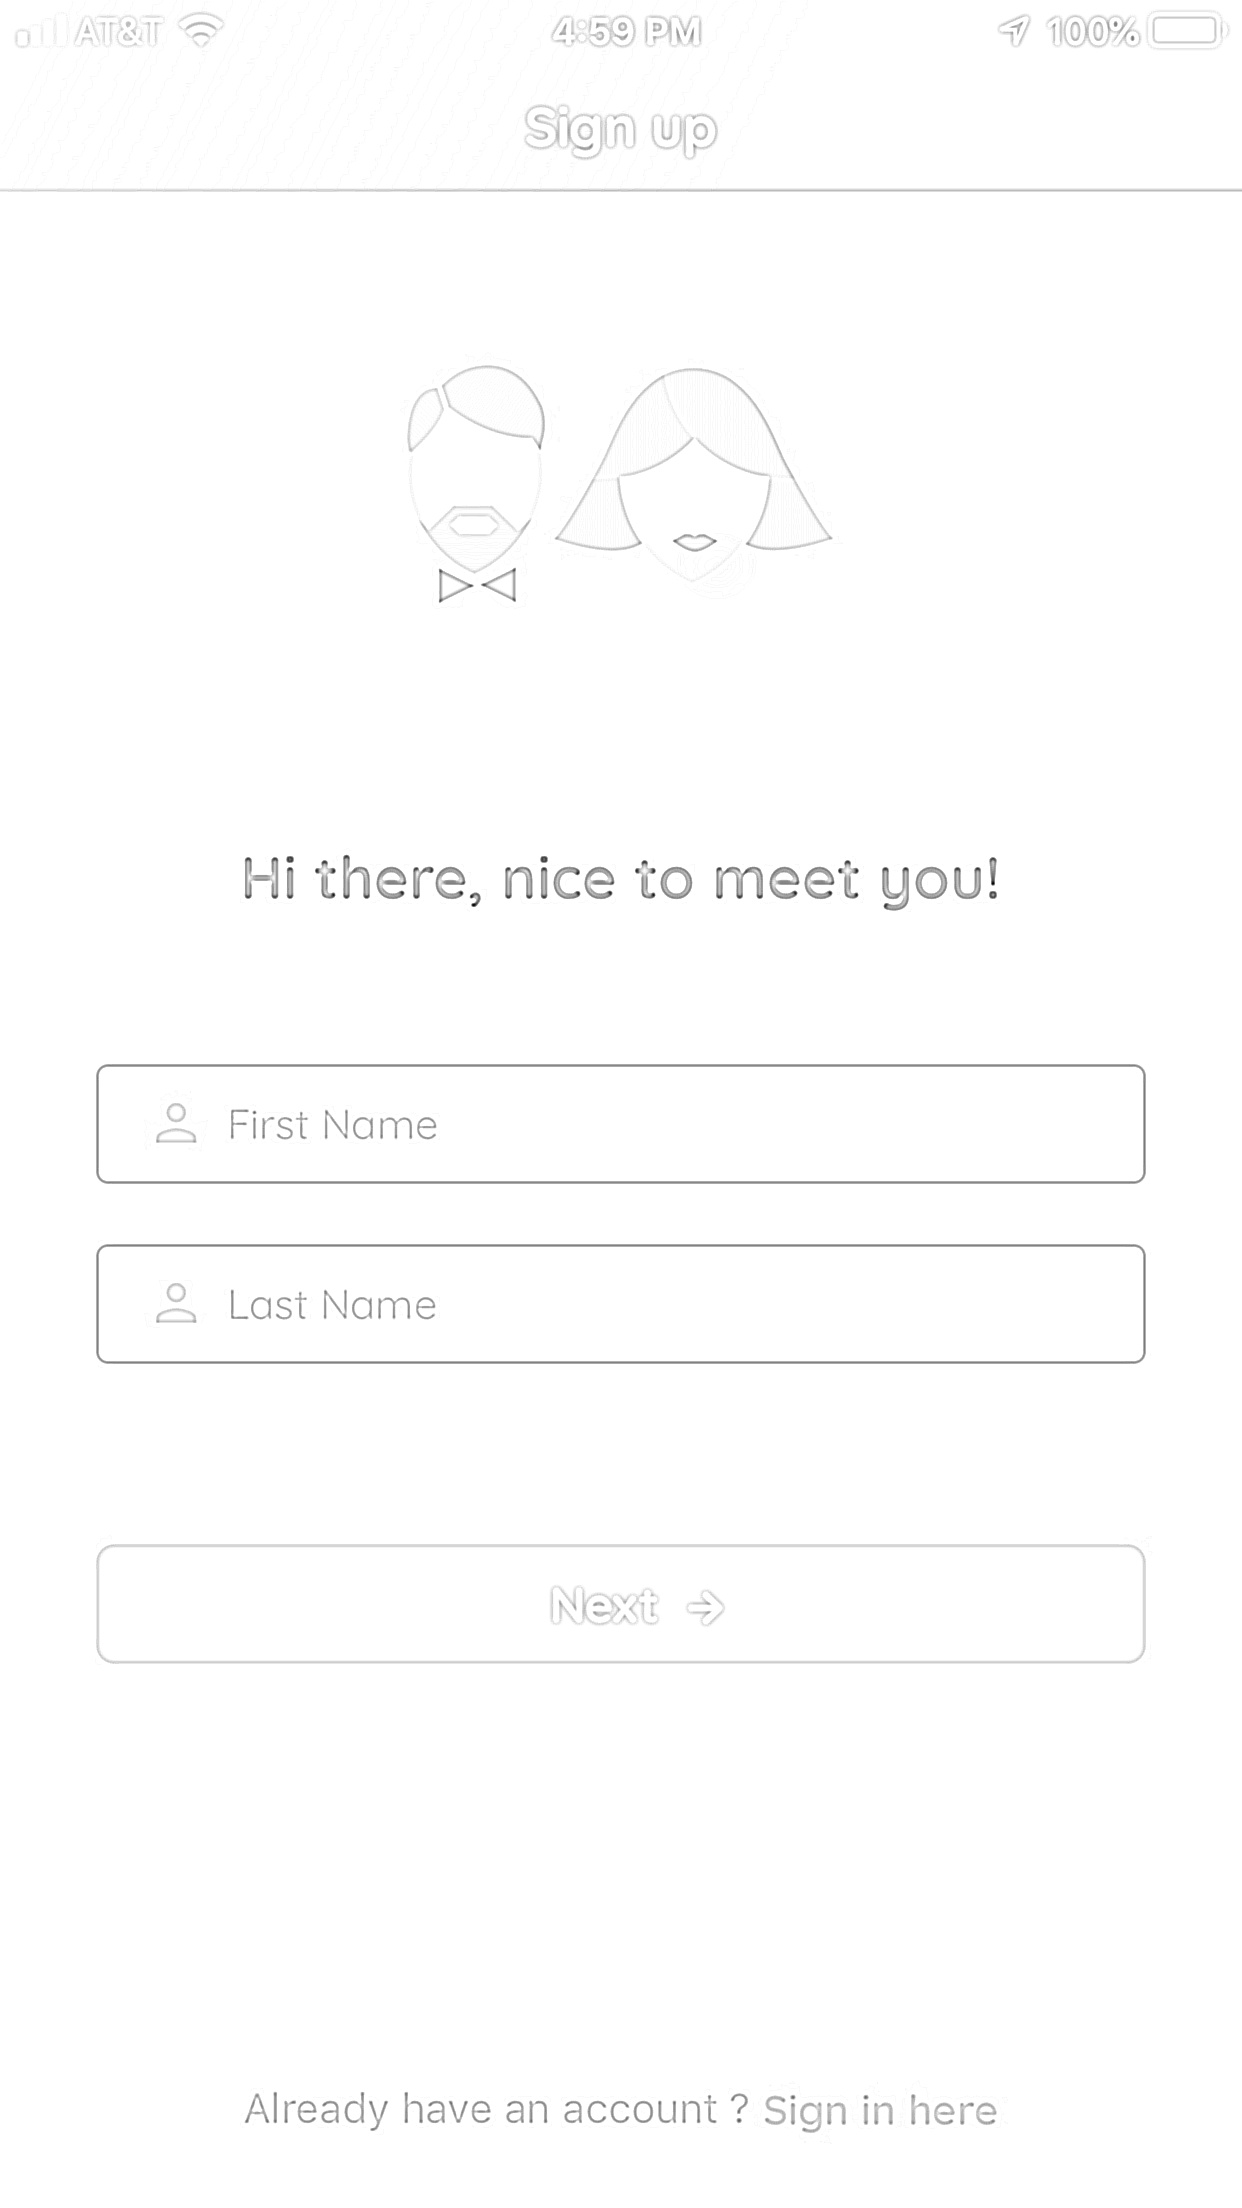 AT&T 4:59 PM 100%
Sign up
Hi there, nice to meet you!
First Name
Last Name
Next →
Already have an account ? Sign in here